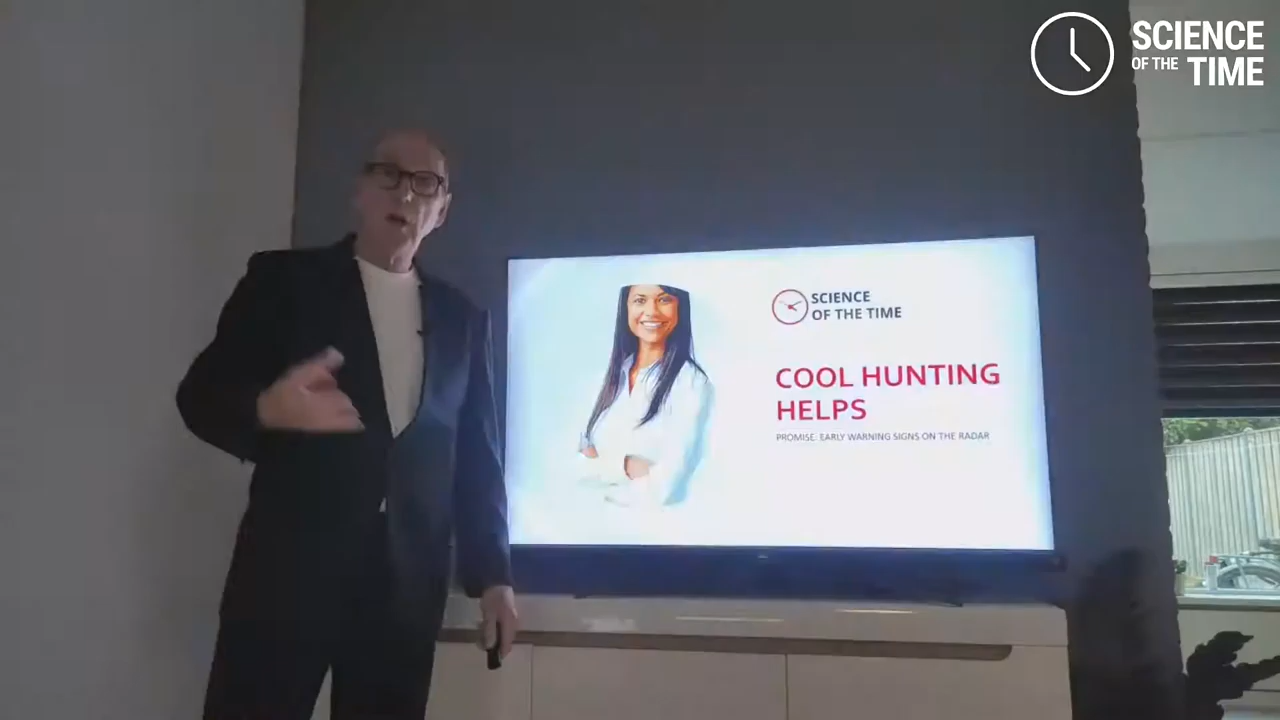 SCIENCE
OF THE TIME
SCIENCE
OF THE TIME
COOL HUNTING
HELPS
PROMISE: EARLY WARNING SIGNS ON THE RADAR